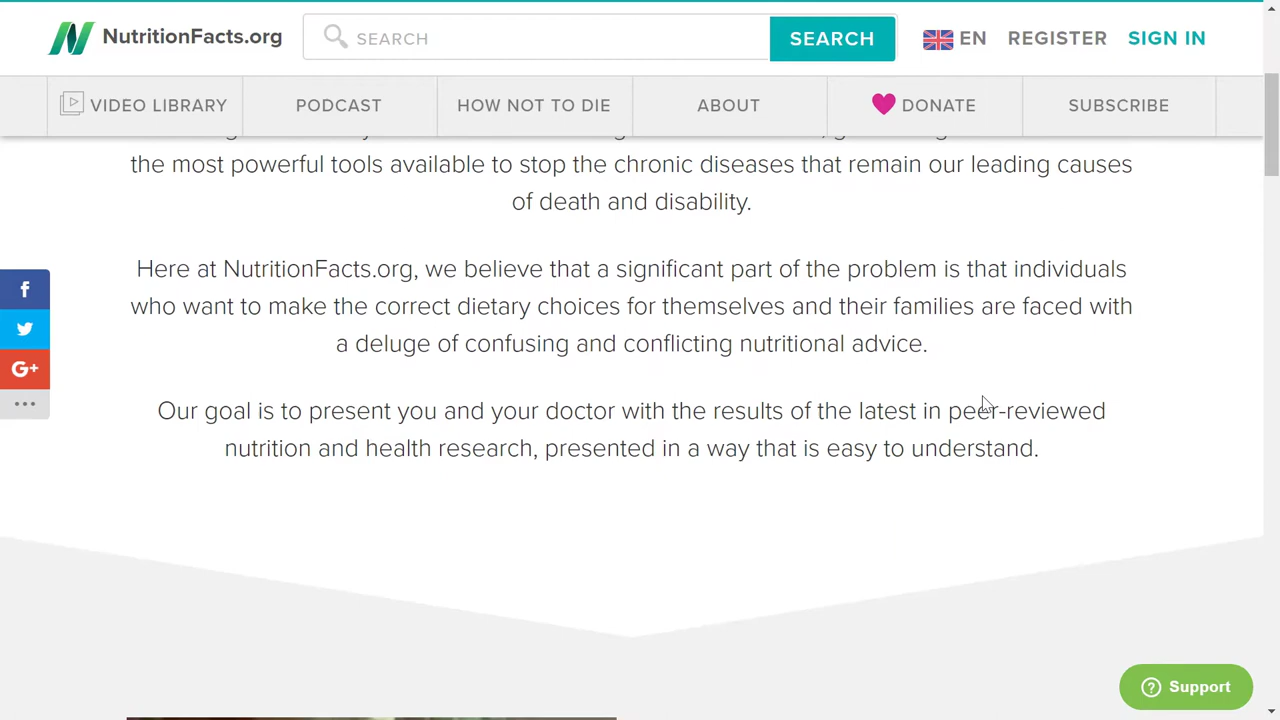 NutritionFacts.org
SEARCH
SEARCH
EN
REGISTER
SIGN IN
VIDEO LIBRARY
PODCAST
HOW NOT TO DIE
ABOUT
DONATE
SUBSCRIBE
the most powerful tools available to stop the chronic diseases that remain our leading causes
of death and disability.
Here at NutritionFacts.org, we believe that a significant part of the problem is that individuals
who want to make the correct dietary choices for themselves and their families are faced with
a deluge of confusing and conflicting nutritional advice.
Our goal is to present you and your doctor with the results of the latest in peer-reviewed
nutrition and health research, presented in a way that is easy to understand.
f
G+
Support